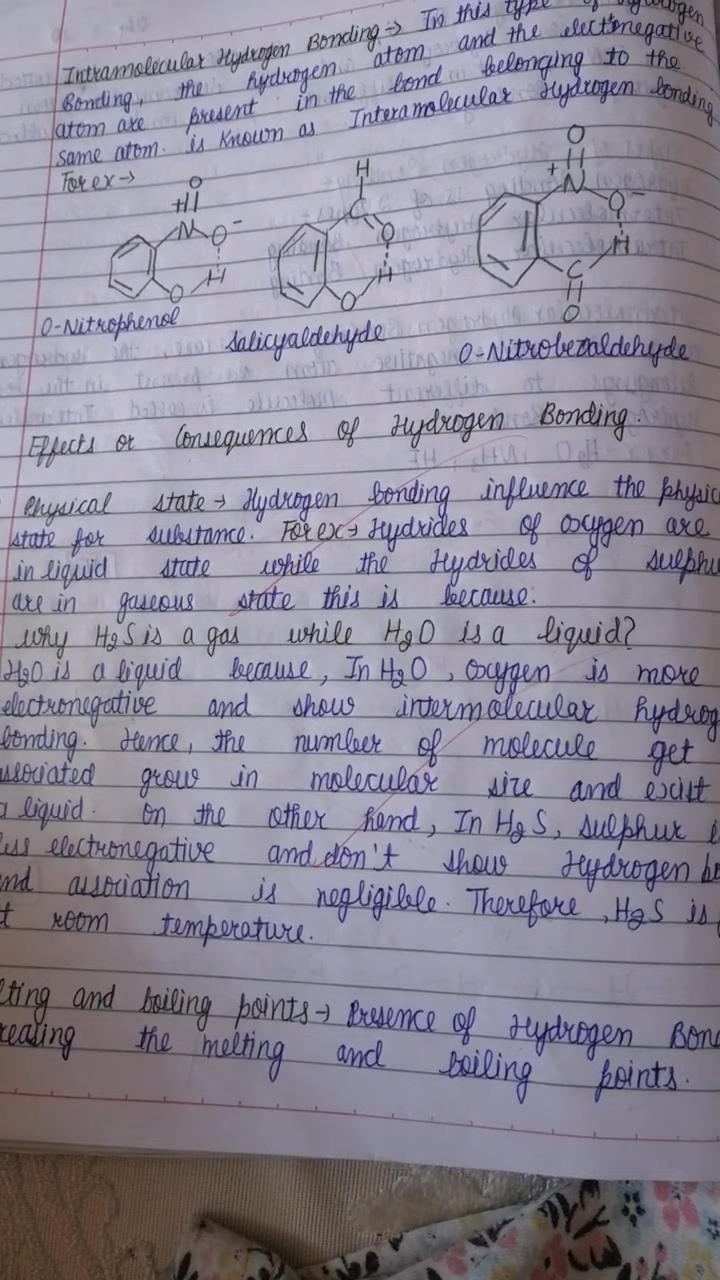 Intramolecular Hydrogen Bonding → In this type of Hydrogen
Bonding, the hydrogen atom and the electonegative
atom are present in the bond belonging to the
same atom. is known as Interamolecular Hydrogen bonding
For ex →
O
+
N
O-
H
O
H
C
O
H
O
O
+
N
O-
H
C
O
O-Nitrophenol
Salicyaldehyde
O-Nitrobezaldehyde
Effects or Consequences of Hydrogen Bonding.
Physical state → Hydrogen bonding influence the physic
state for substance. For ex → Hydrides of oxygen are
in liquid state while the Hydrides of sulphu
are in gaseous state this is because:
why H2S is a gas while H2O is a liquid?
H2O is a liquid because, In H2O, Oxygen is more
electronegative and show intermolecular hydrog
bonding. Hence, the number of molecule get
ssociated grow in molecular size and exist
a liquid. On the other hand, In H2S, Sulphur
ess electronegative and don't show Hydrogen
nd association is negligible. Therefore, H2S is
t room temperature.
lting and boiling points → Presence of Hydrogen Bon
reasing the melting and boiling points.